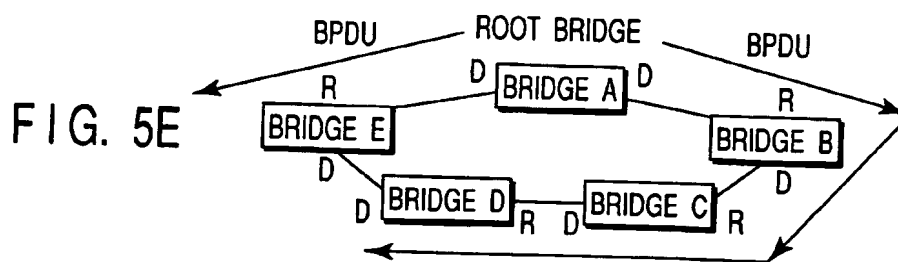 BPDU
ROOT BRIDGE
BPDU
D
BRIDGE A
D
R
R
FIG. 5E
BRIDGE E
BRIDGE B
D
D
D
BRIDGE D
R
D
BRIDGE C
R